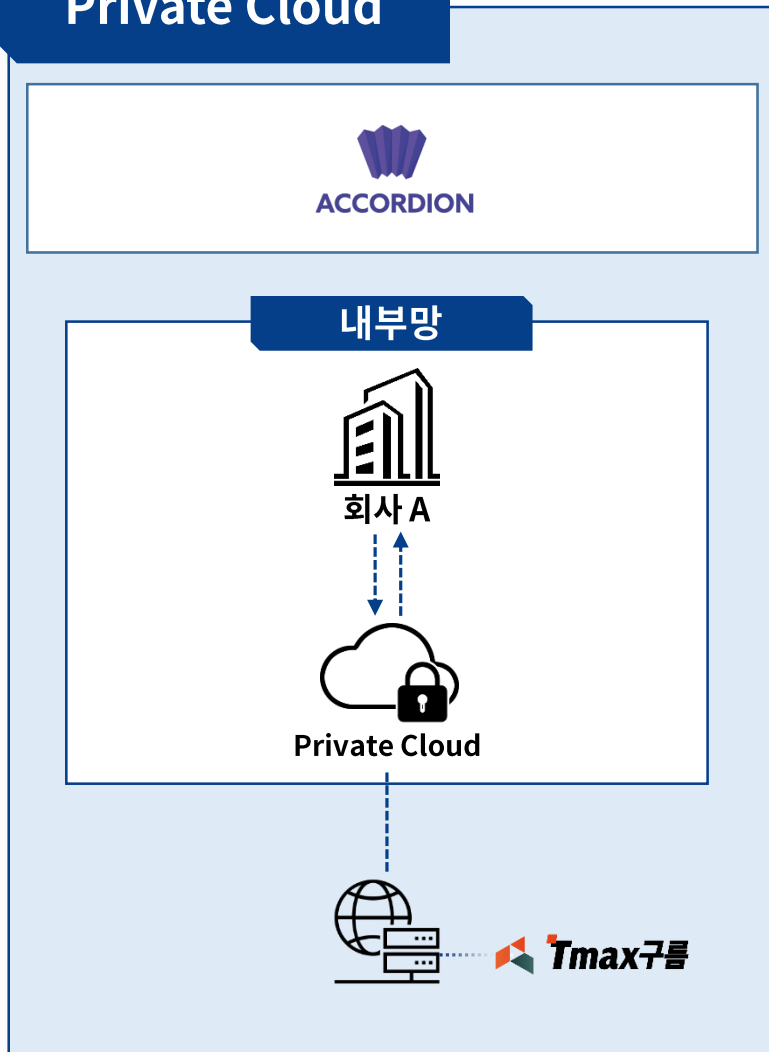 Private Cloud
ACCORDION
내부망
회사 A
Private Cloud
Tmax구름